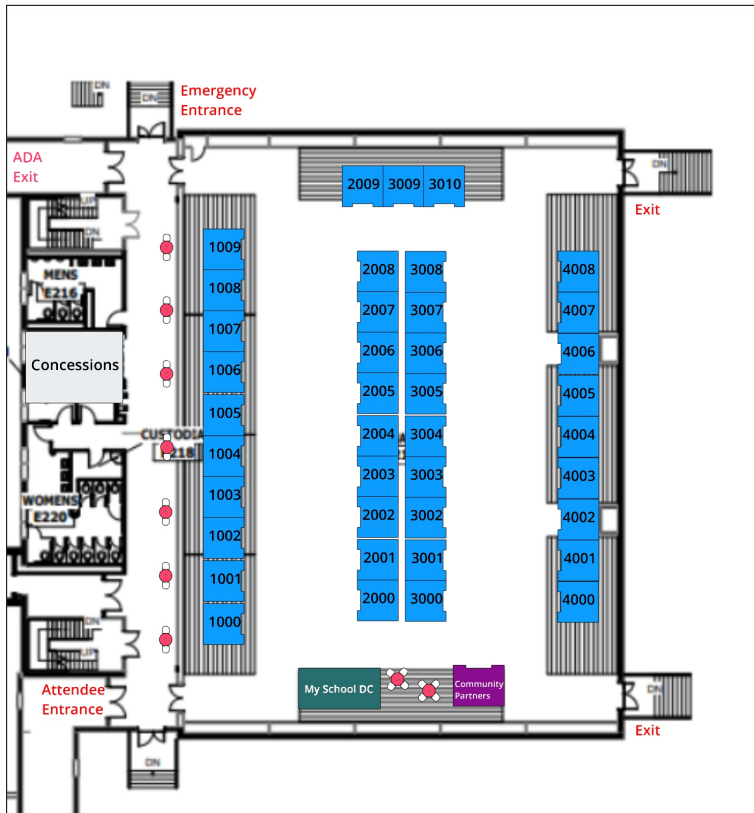 DN
DN
Emergency
Entrance
ADA
Exit
DN
Exit
2009 3009 3010
UP
DN
MENS
E216
Concessions
CUSTODIA
218
WOMENS
E220
DN
UP
Attendee
Entrance
DN
1009
1008
1007
1006
1005
1004
1003
1002
1001
1000
2008 3008
2007 3007
2006 3006
2005 3005
2004 3004
2003 3003
2002 3002
2001 3001
2000 3000
4008
4007
4006
4005
4004
4003
4002
4001
4000
My School DC
Community
Partners
DN
Exit